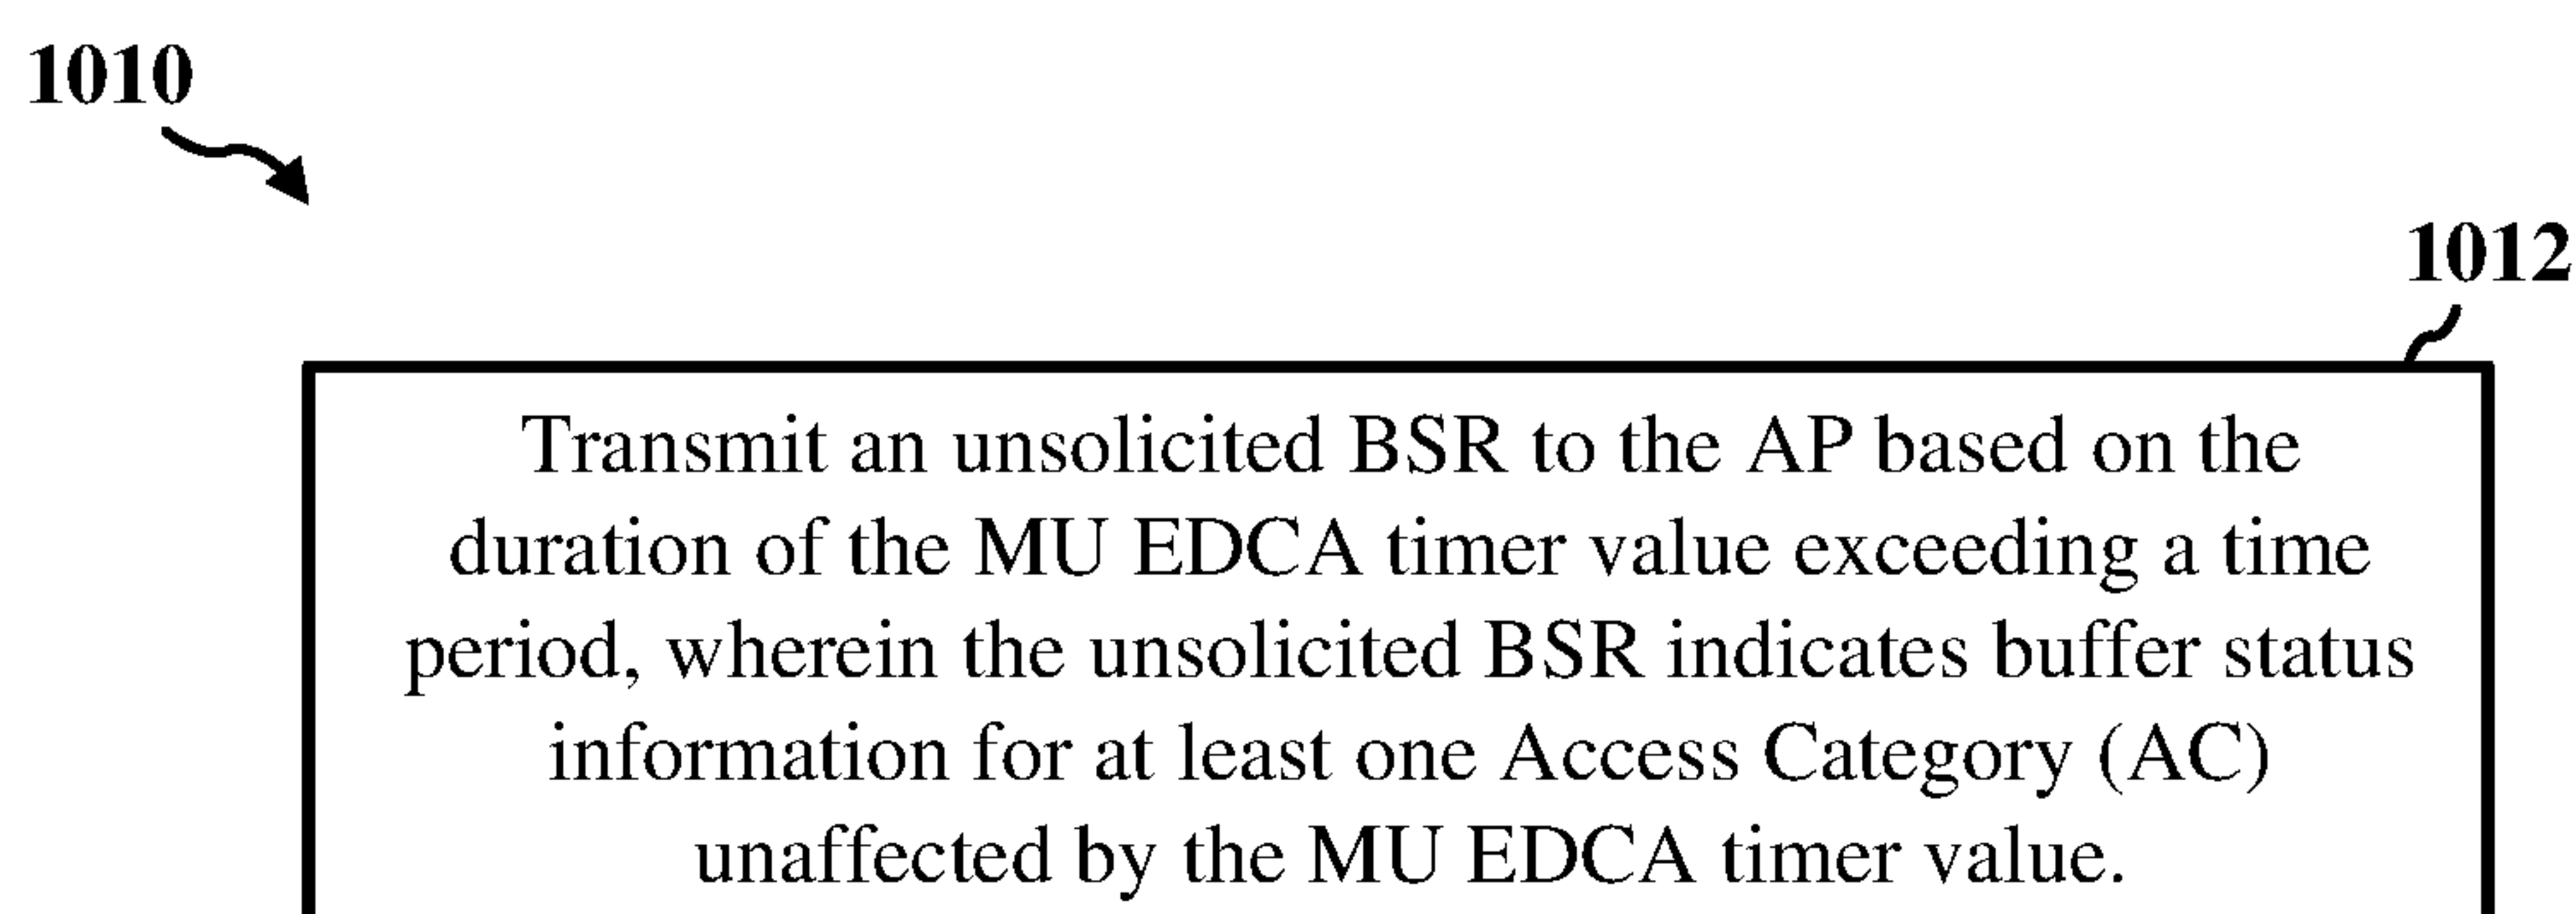 1010
1012
Transmit an unsolicited BSR to the AP based on the
duration of the MU EDCA timer value exceeding a time
period, wherein the unsolicited BSR indicates buffer status
information for at least one Access Category (AC)
unaffected by the MU EDCA timer value.